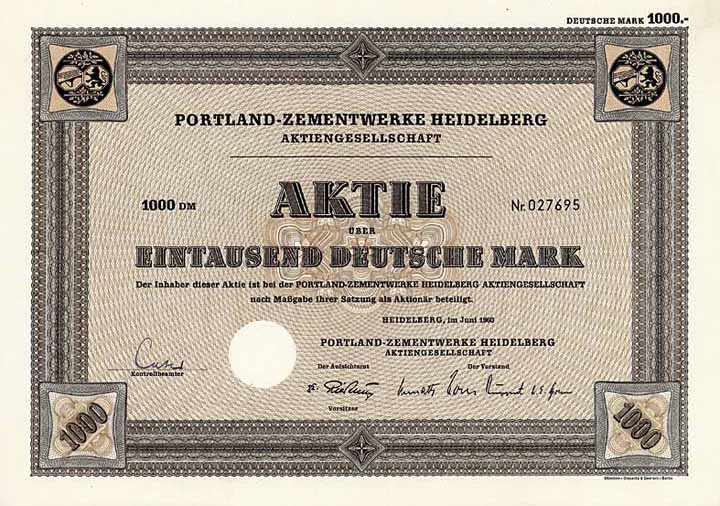 DEUTSCHE MARK 1000.-
PORTLAND-ZEMENTWERKE HEIDELBERG
AKTIENGESELLSCHAFT
1000 DM
AKTIE
Nr. 027695
ÜBER
EINTAUSEND DEUTSCHE MARK
Der Inhaber dieser Aktie ist bei der PORTLAND-ZEMENTWERKE HEIDELBERG AKTIENGESELLSCHAFT
nach Maßgabe ihrer Satzung als Aktionär beteiligt.
HEIDELBERG, im Juni 1960
PORTLAND-ZEMENTWERKE HEIDELBERG
AKTIENGESELLSCHAFT
Der Aufsichtsrat
Der Vorstand
Kontrollbeamter
Vorsitzer
1000
1000